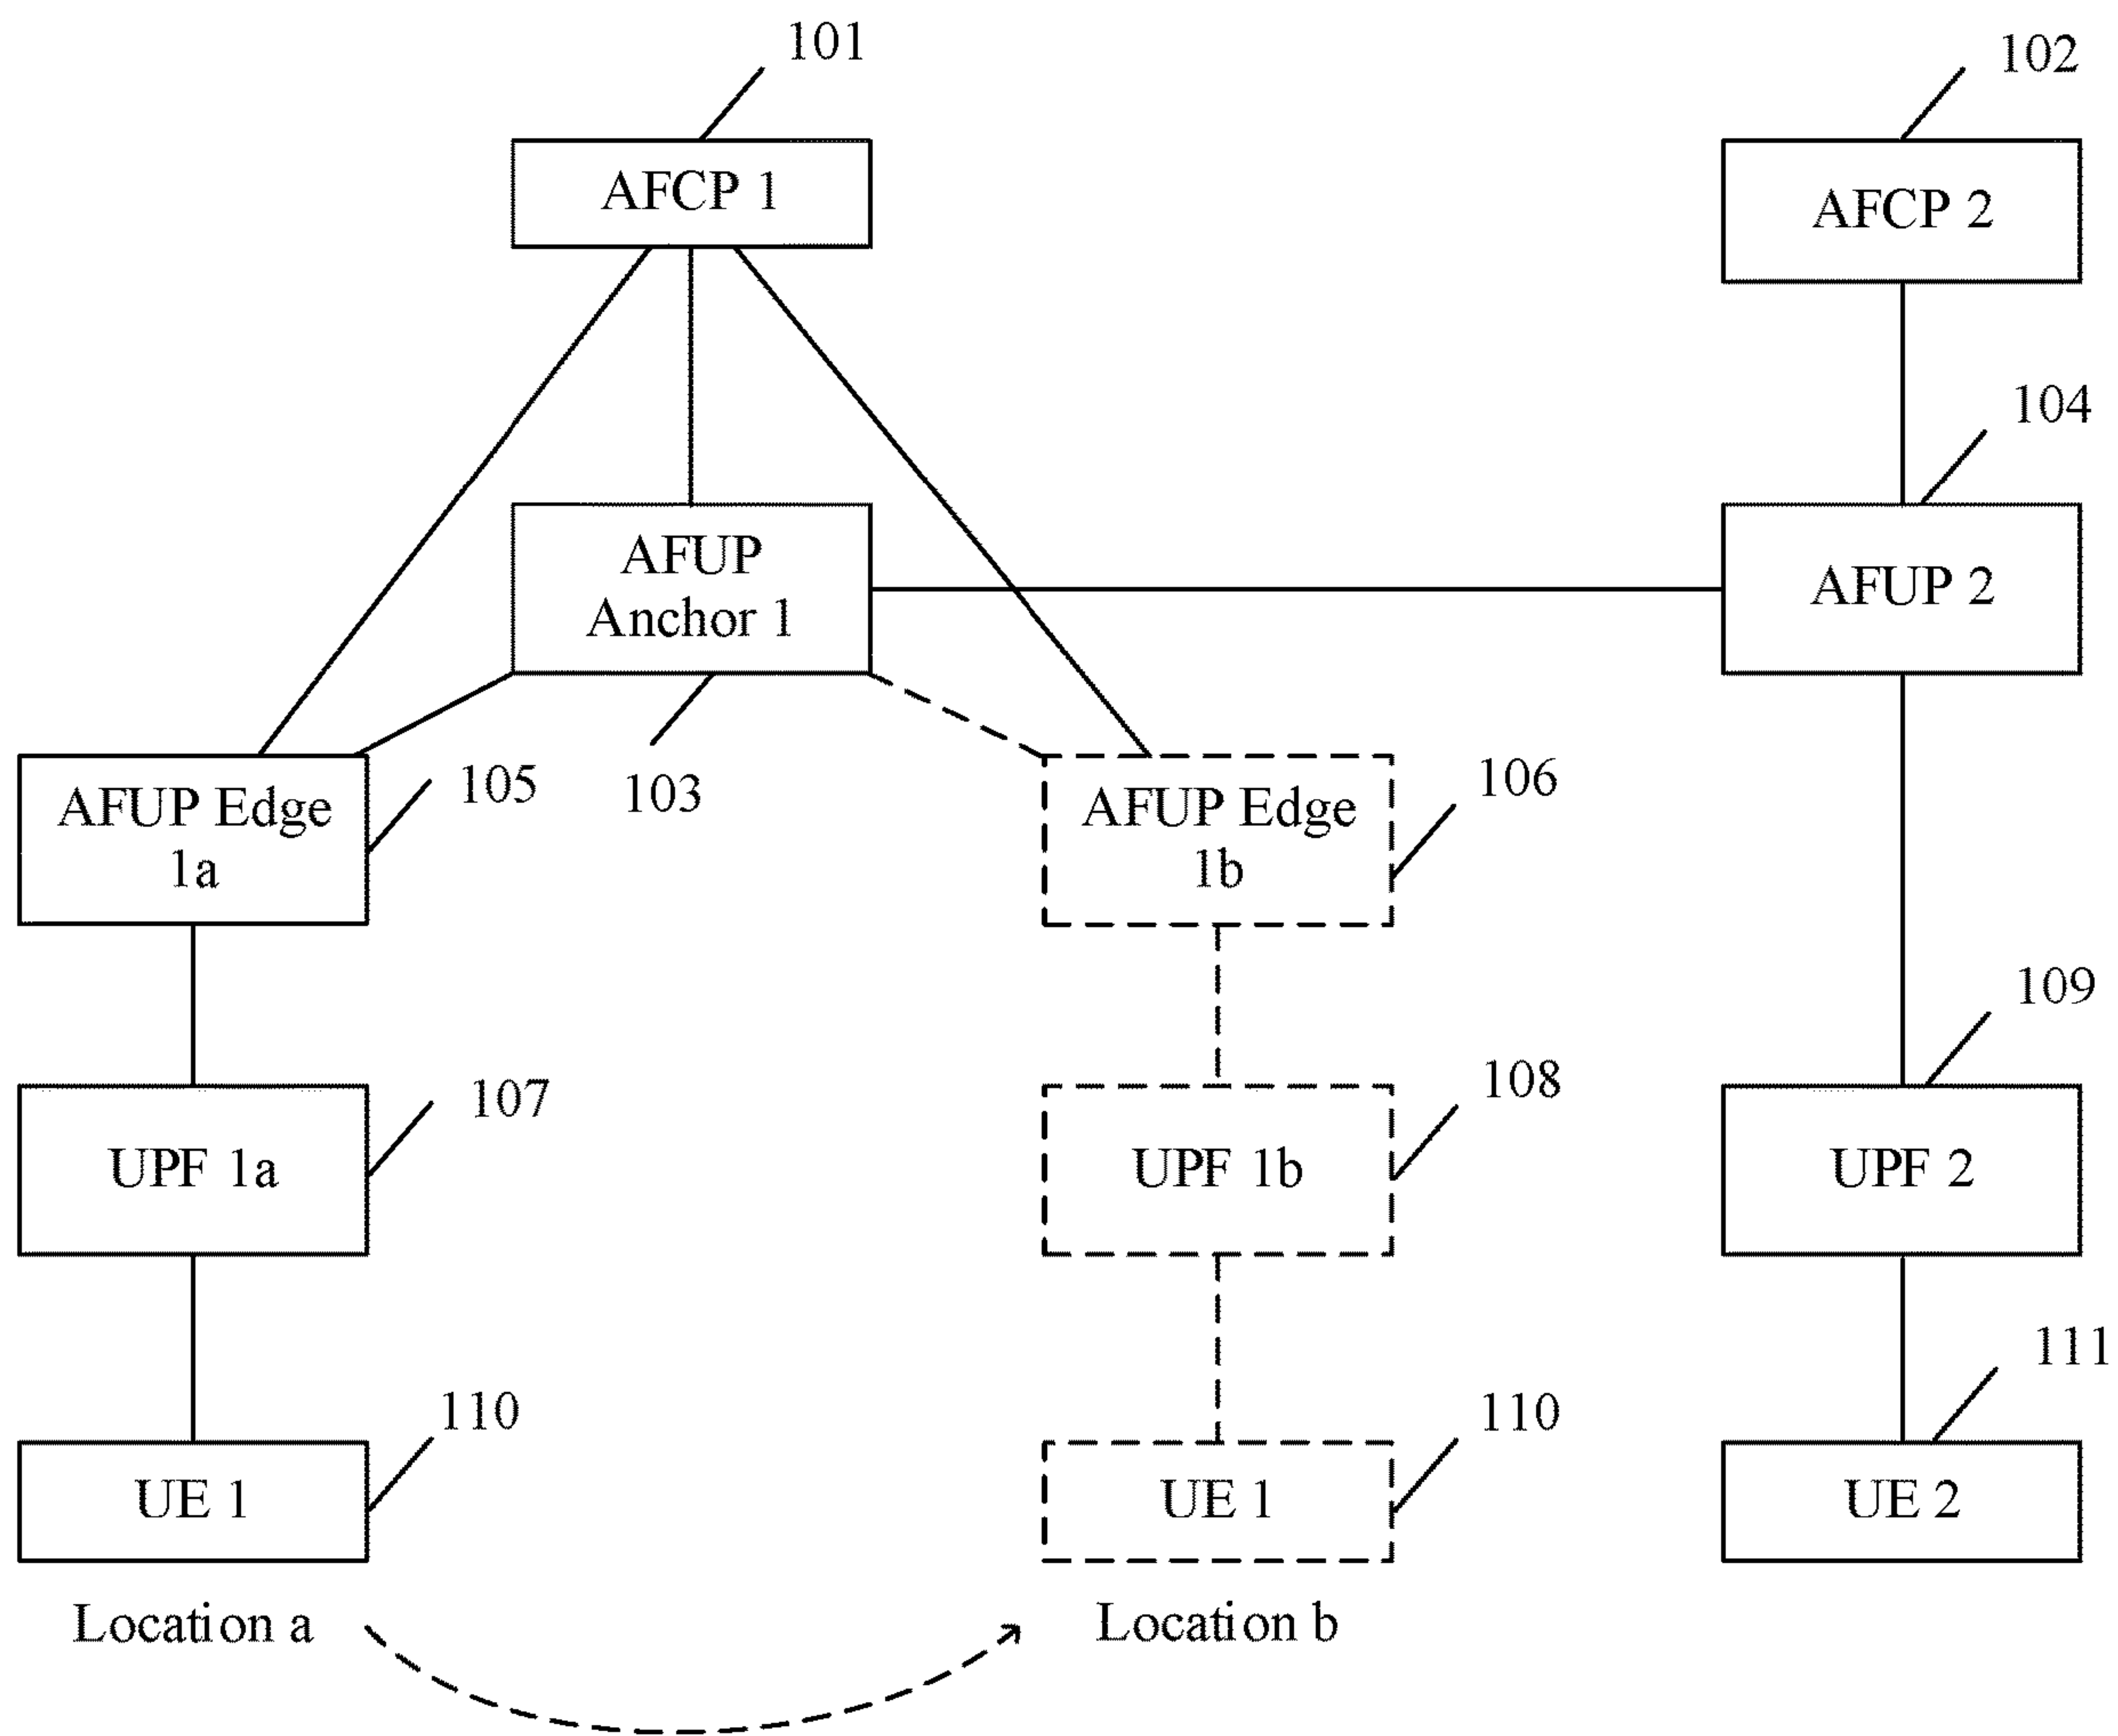 101
102
AFCP 1
AFCP 2
104
AFUP
Anchor 1
AFUP 2
105
103
106
AFUP Edge
1a
AFUP Edge
1b
109
107
108
UPF 1a
UPF 1b
UPF 2
111
110
110
UE 1
UE 1
UE 2
Location a
Location b